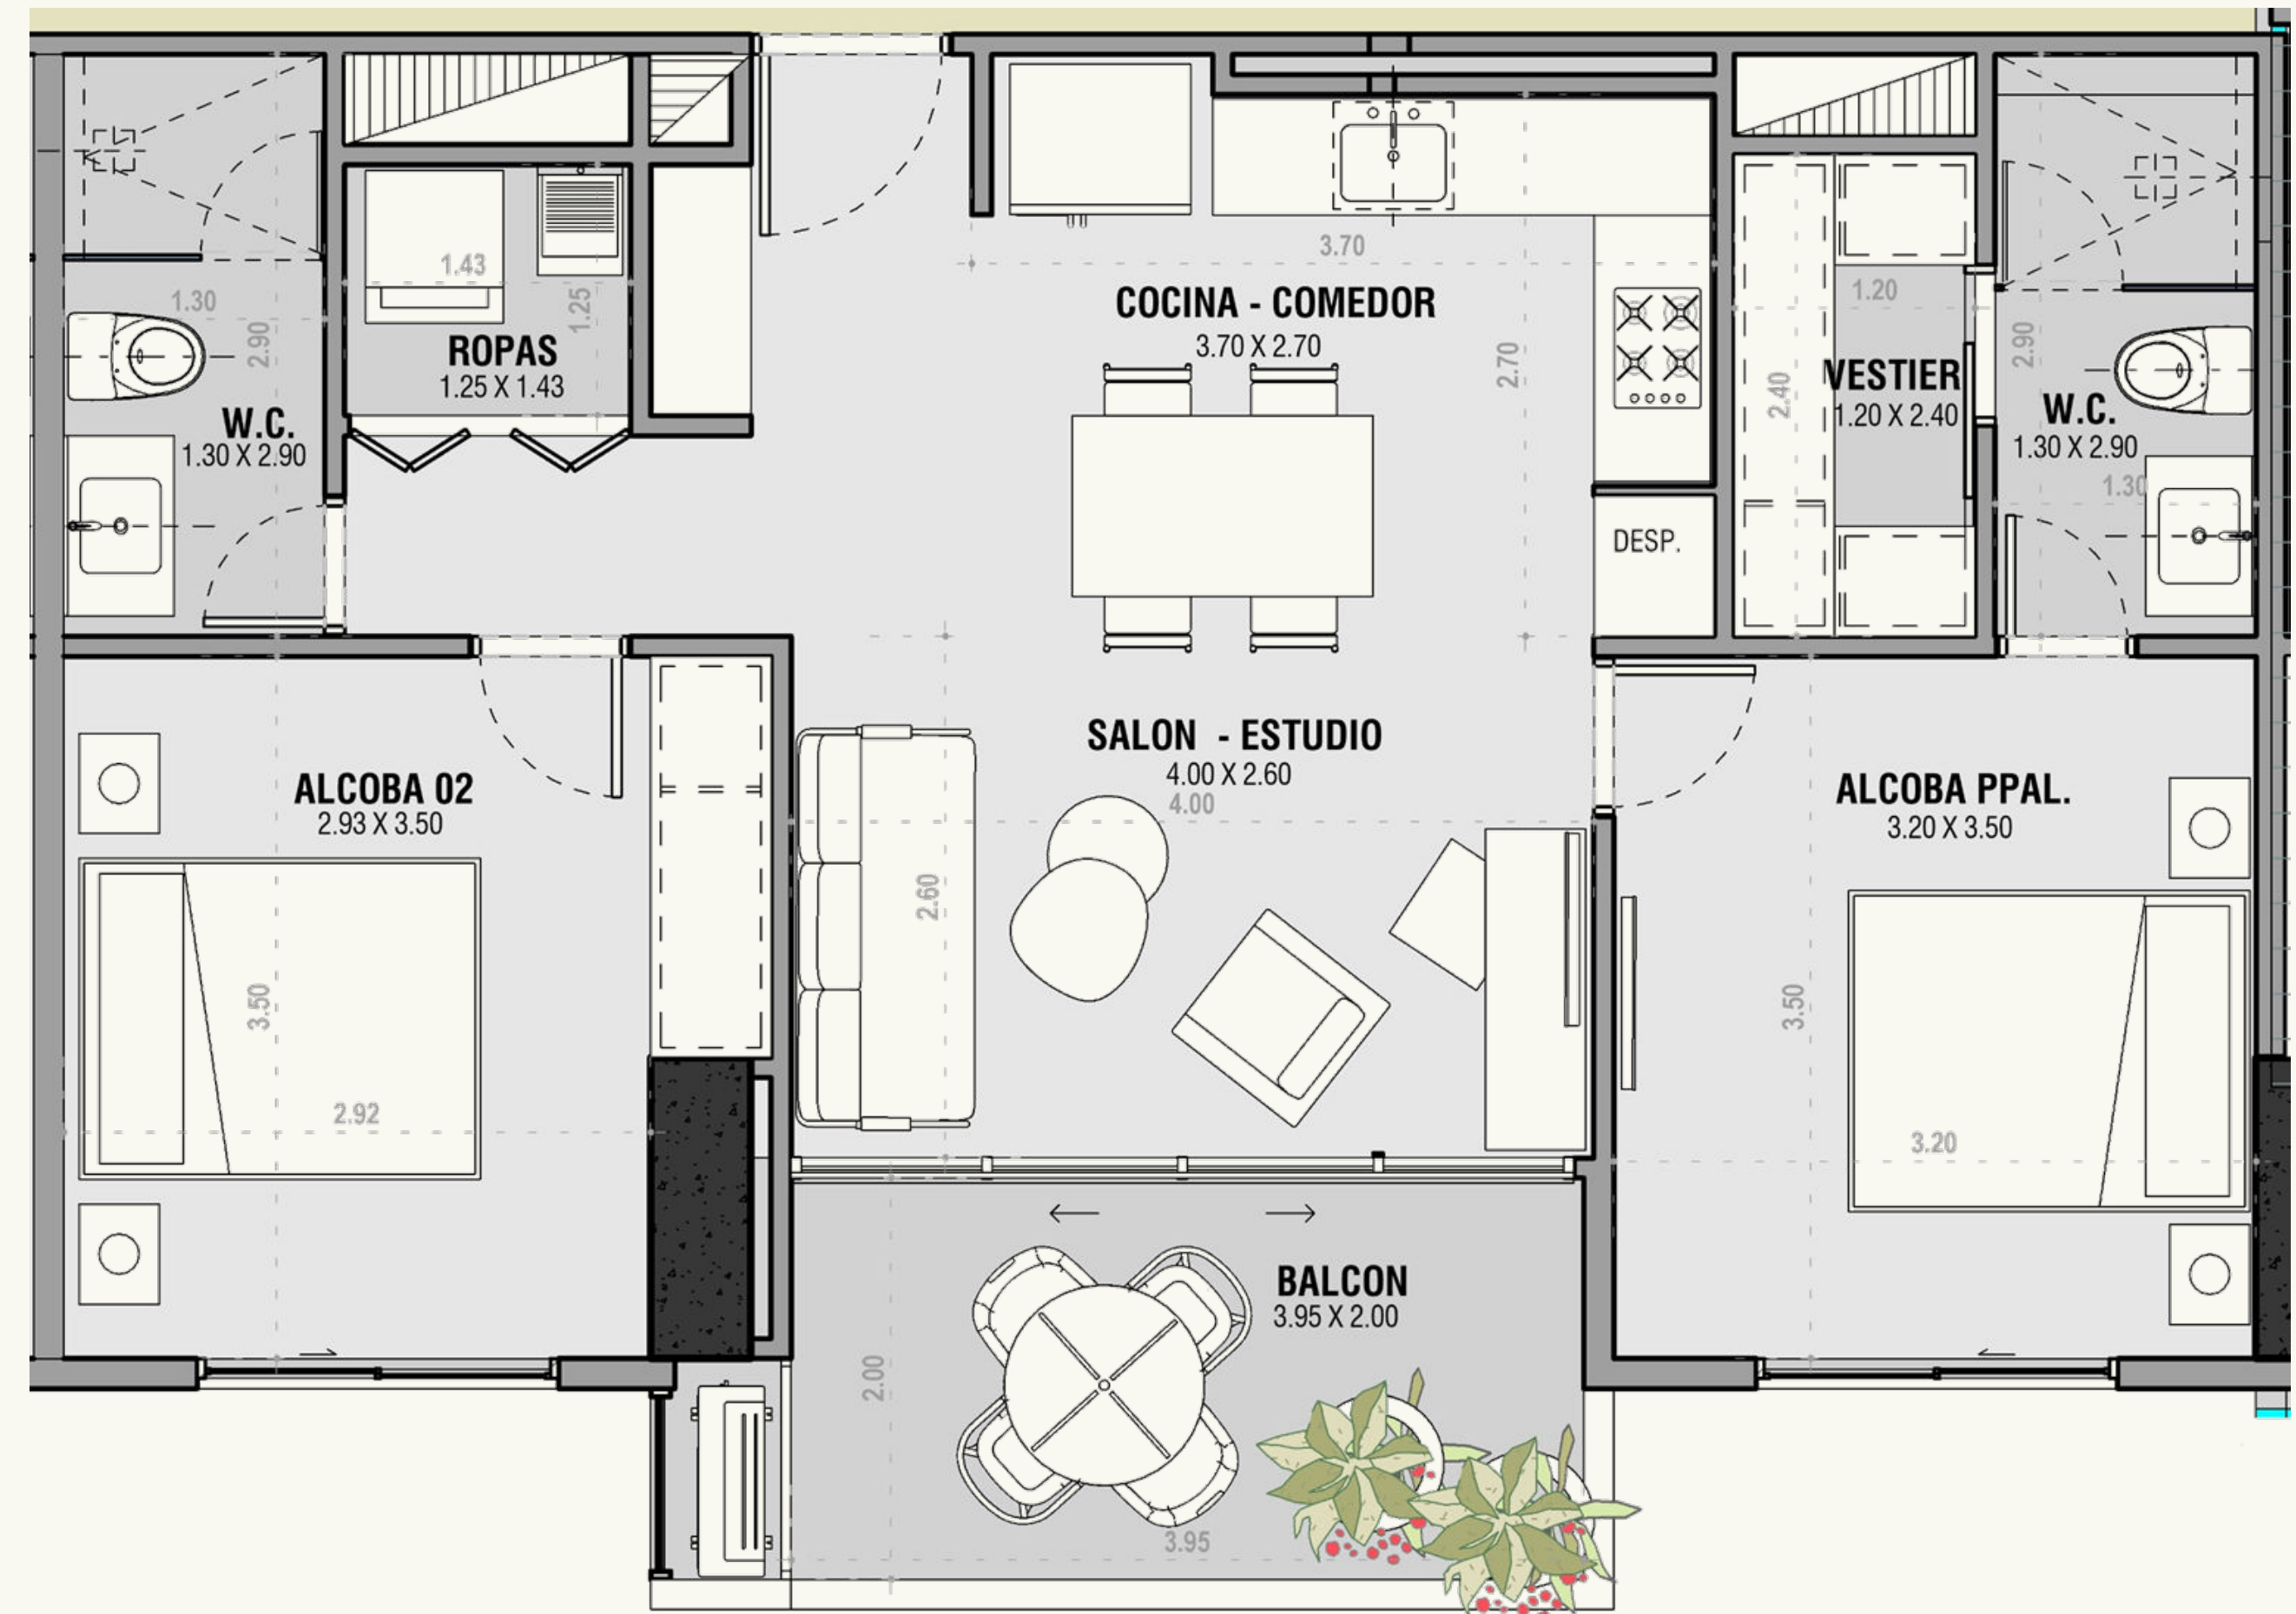 3.70
COCINA - COMEDOR
3.70 X 2.70
2.70
1.43
1.25
ROPAS
1.25 X 1.43
1.30
2.90
W.C.
1.30 X 2.90
1.20
VESTIER
1.20 X 2.40
2.40
2.90
W.C.
1.30 X 2.90
1.30
DESP.
SALON - ESTUDIO
4.00 X 2.60
4.00
2.60
ALCOBA 02
2.93 X 3.50
3.50
2.92
ALCOBA PPAL.
3.20 X 3.50
3.50
3.20
BALCON
3.95 X 2.00
2.00
3.95